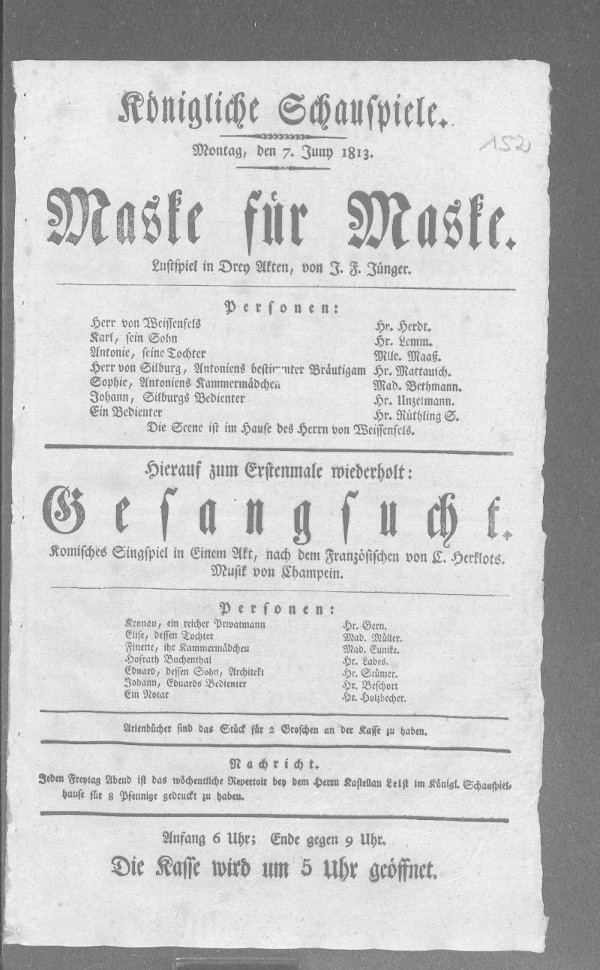 Königliche Schauspiele.
152
Montag, den 7. Juny 1813.
Maske für Maske.
Lustspiel in Drey Akten, von J. F. Jünger.
Personen:
Herr von Weissenfels Hr. Herdt.
Karl, sein Sohn Hr. Lemm.
Antonie, seine Tochter Mlle. Maaß.
Herr von Silburg, Antoniens bestimmter Bräutigam Hr. Mattausch.
Sophie, Antoniens Kammermädchen Mad. Bethmann.
Johann, Silburgs Bedienter Hr. Unzelmann.
Ein Bedienter Hr. Rüthling S.
Die Scene ist im Hause des Herrn von Weissenfels.
Hierauf zum Erstenmale wiederholt:
Gesangsucht.
Komisches Singspiel in Einem Akt, nach dem Französischen von C. Herklots.
Musik von Champein.
Personen:
Kronau, ein reicher Privatmann Hr. Gern.
Elise, dessen Tochter Mad. Müller.
Finette, ihr Kammermädchen Mad. Eunike.
Hofrath Buchenthal Hr. Labes.
Eduard, dessen Sohn, Architekt Hr. Stümer.
Johann, Eduards Bedienter Hr. Beschort
Ein Notar Hr. Holzbecher.
Arienbücher sind das Stück für 2 Groschen an der Kasse zu haben.
Nachricht.
Jeden Freytag Abend ist das wöchentliche Repertoir bey dem Herrn Kastellan Leist im Königl. Schauspiel-
hause für 8 Pfennige gedruckt zu haben.
Anfang 6 Uhr; Ende gegen 9 Uhr.
Die Kasse wird um 5 Uhr geöffnet.